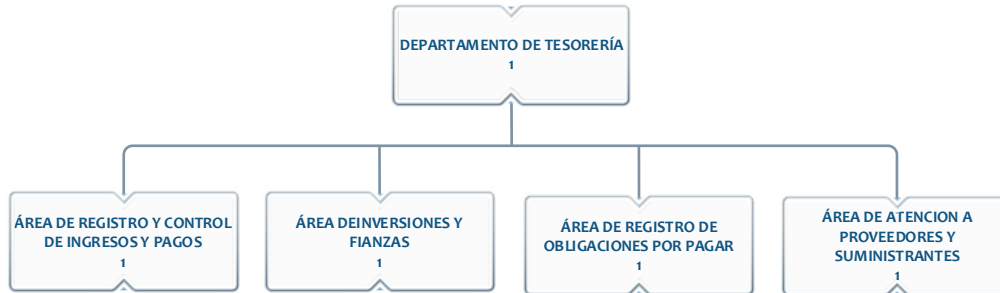 DEPARTAMENTO DE TESORERÍA
1
ÁREA DE REGISTRO Y CONTROL
DE INGRESOS Y PAGOS
1
ÁREA DEINVERSIONES Y
FIANZAS
1
ÁREA DE REGISTRO DE
OBLIGACIONES POR PAGAR
1
ÁREA DE ATENCION A
PROVEEDORES Y
SUMINISTRANTES
1